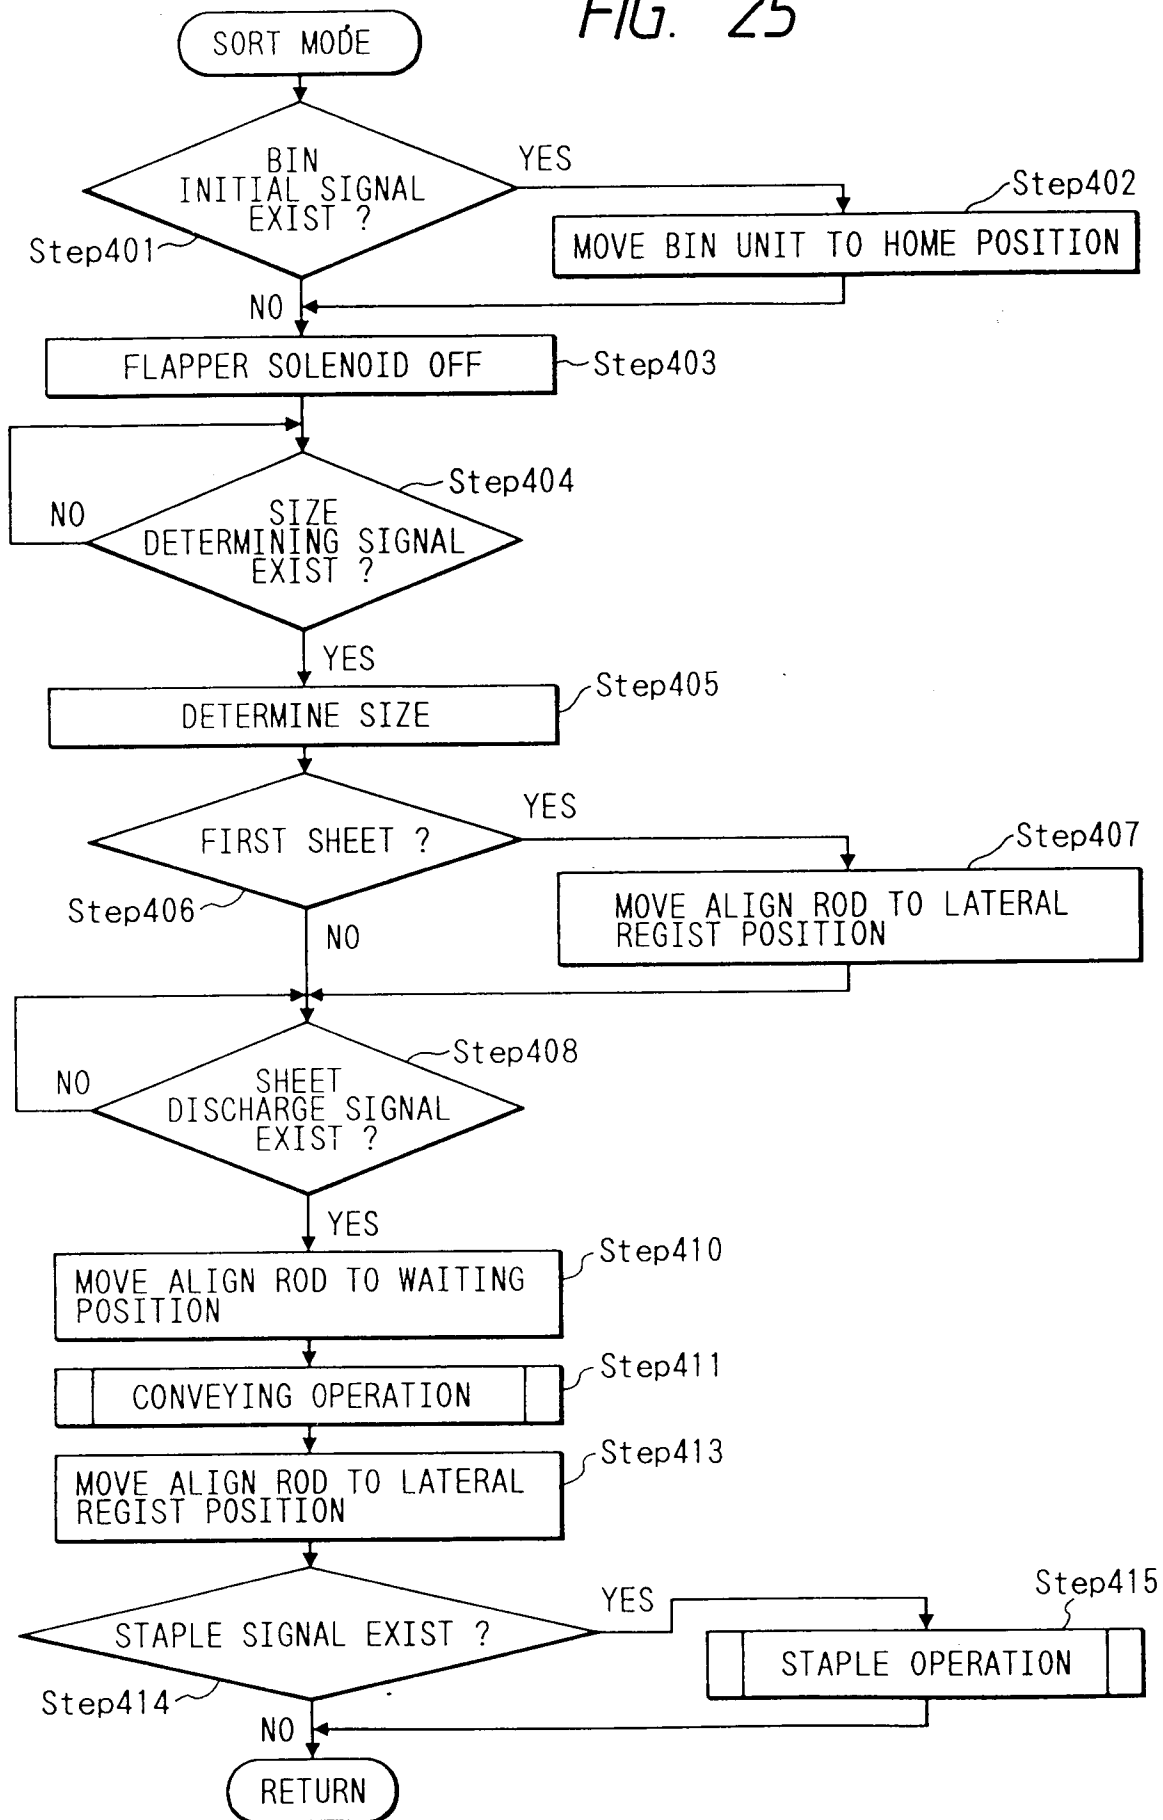 FIG. 25
SORT MODE
BIN
INITIAL SIGNAL
EXIST ?
YES
Step401
Step402
MOVE BIN UNIT TO HOME POSITION
NO
FLAPPER SOLENOID OFF
Step403
Step404
NO
SIZE
DETERMINING SIGNAL
EXIST ?
YES
Step405
DETERMINE SIZE
YES
FIRST SHEET ?
Step406
Step407
MOVE ALIGN ROD TO LATERAL
REGIST POSITION
NO
Step408
NO
SHEET
DISCHARGE SIGNAL
EXIST ?
YES
Step410
MOVE ALIGN ROD TO WAITING
POSITION
Step411
CONVEYING OPERATION
Step413
MOVE ALIGN ROD TO LATERAL
REGIST POSITION
YES
STAPLE SIGNAL EXIST ?
Step414
Step415
STAPLE OPERATION
NO
RETURN